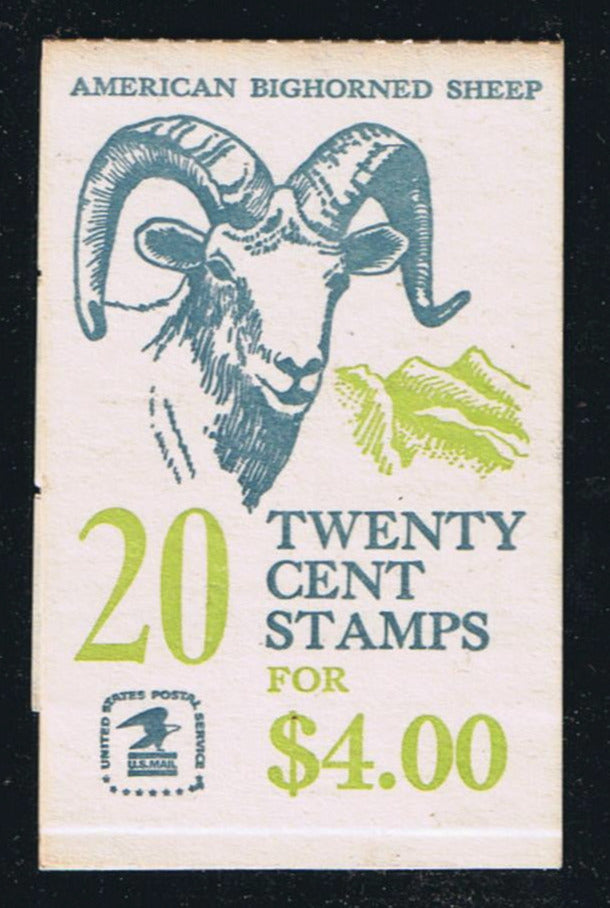 AMERICAN BIGHORNED SHEEP
20
TWENTY
CENT
STAMPS
FOR
$4.00
UNITED STATES POSTAL SERVICE
U.S.MAIL